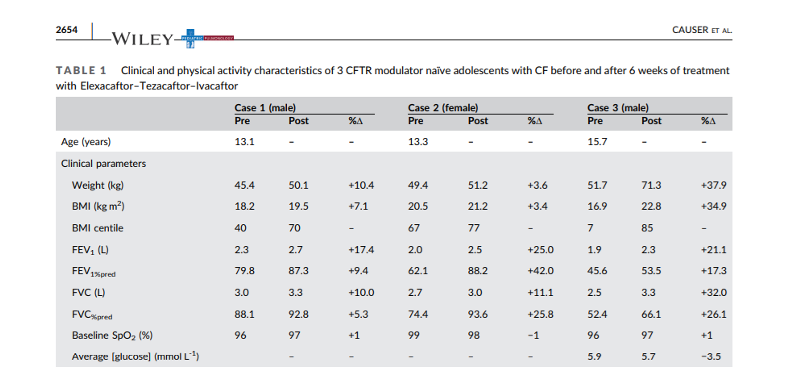 2654 WILEY CAUSER ET AL.
TABLE 1 Clinical and physical activity characteristics of 3 CFTR modulator naïve adolescents with CF before and after 6 weeks of treatment
with Elexacaftor–Tezacaftor–Ivacaftor
Case 1 (male) Case 2 (female) Case 3 (male)
Pre Post %Δ Pre Post %Δ Pre Post %Δ
Age (years) 13.1 – – 13.3 – – 15.7 – –
Clinical parameters
Weight (kg) 45.4 50.1 +10.4 49.4 51.2 +3.6 51.7 71.3 +37.9
BMI (kg m²) 18.2 19.5 +7.1 20.5 21.2 +3.4 16.9 22.8 +34.9
BMI centile 40 70 – 67 77 – 7 85 –
FEV₁ (L) 2.3 2.7 +17.4 2.0 2.5 +25.0 1.9 2.3 +21.1
FEV₁%pred 79.8 87.3 +9.4 62.1 88.2 +42.0 45.6 53.5 +17.3
FVC (L) 3.0 3.3 +10.0 2.7 3.0 +11.1 2.5 3.3 +32.0
FVC%pred 88.1 92.8 +5.3 74.4 93.6 +25.8 52.4 66.1 +26.1
Baseline SpO₂ (%) 96 97 +1 99 98 −1 96 97 +1
Average [glucose] (mmol L⁻¹) – – – – 5.9 5.7 −3.5